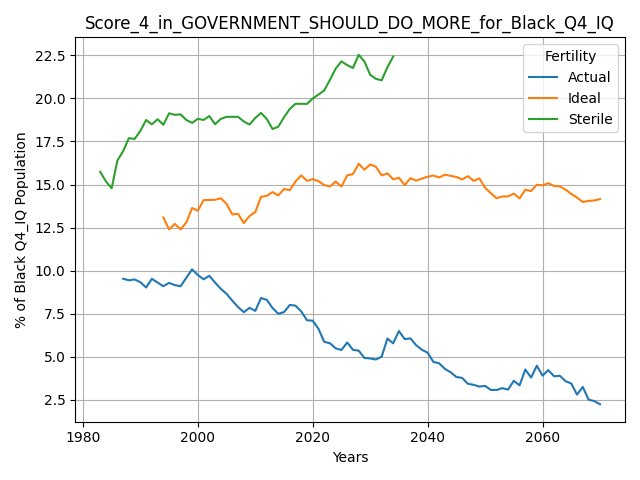 Score_4_in_GOVERNMENT_SHOULD_DO_MORE_for_Black_Q4_IQ
Fertility
Actual
Ideal
Sterile
% of Black Q4_IQ Population
22.5
20.0
17.5
15.0
12.5
10.0
7.5
5.0
2.5
1980
2000
2020
2040
2060
Years